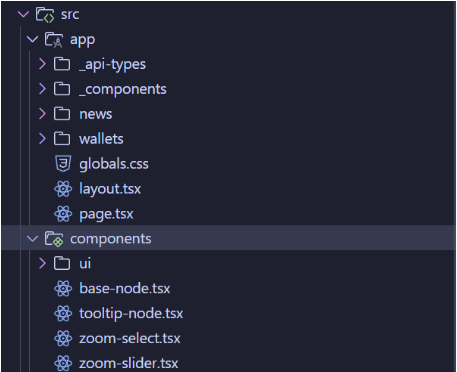 src
app
_api-types
_components
news
wallets
globals.css
layout.tsx
page.tsx
components
ui
base-node.tsx
tooltip-node.tsx
zoom-select.tsx
zoom-slider.tsx